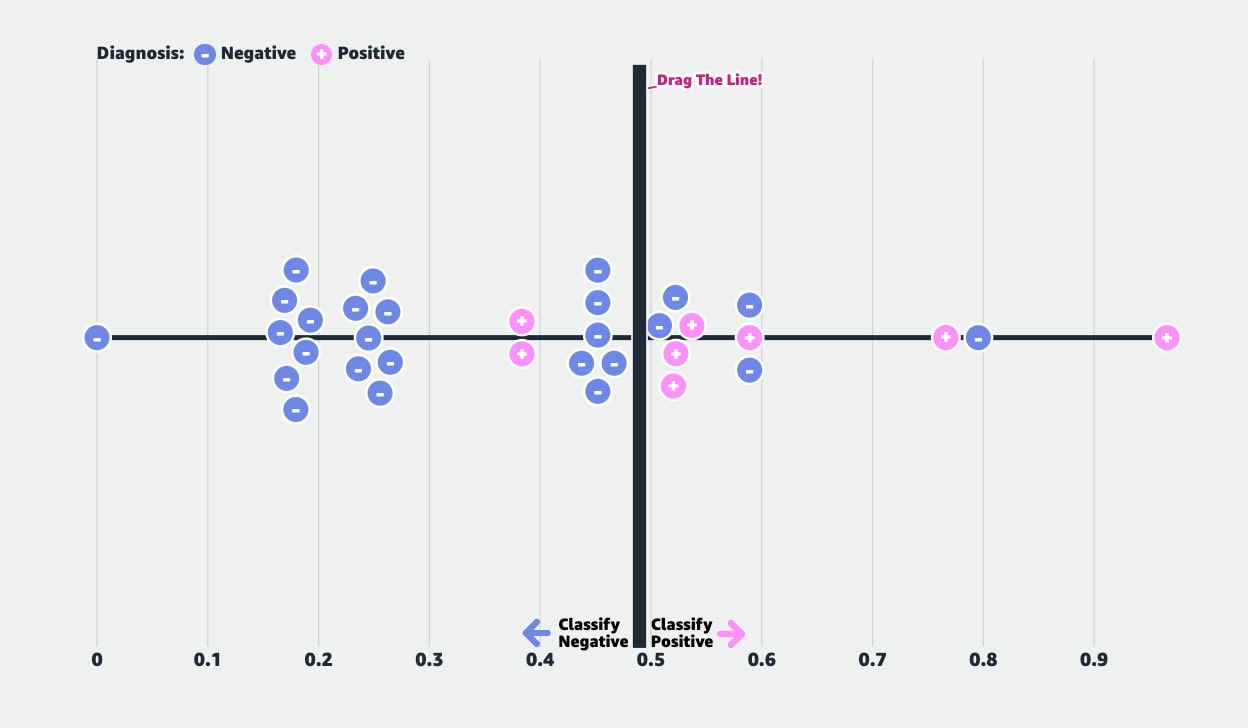 Diagnosis: - Negative + Positive
Drag The Line!
Classify Negative
Classify Positive
0 0.1 0.2 0.3 0.4 0.5 0.6 0.7 0.8 0.9